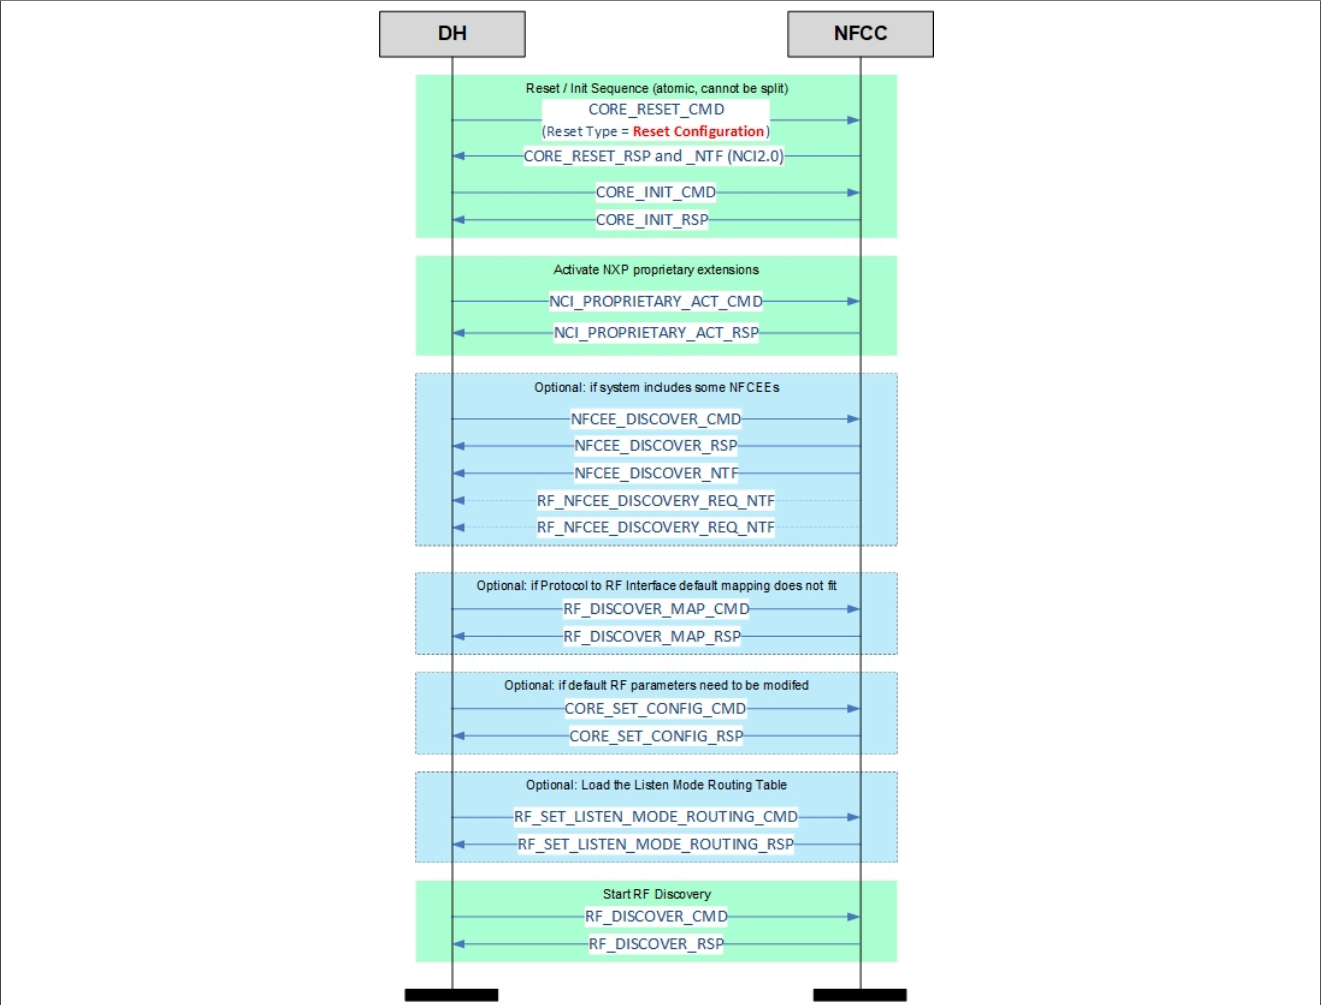 DH
NFCC
Reset / Init Sequence (atomic, cannot be split)
CORE_RESET_CMD
(Reset Type = Reset Configuration)
CORE_RESET_RSP and _NTF (NCI2.0)
CORE_INIT_CMD
CORE_INIT_RSP
Activate NXP proprietary extensions
NCI_PROPRIETARY_ACT_CMD
NCI_PROPRIETARY_ACT_RSP
Optional: if system includes some NFCEEs
NFCEE_DISCOVER_CMD
NFCEE_DISCOVER_RSP
NFCEE_DISCOVER_NTF
RF_NFCEE_DISCOVERY_REQ_NTF
RF_NFCEE_DISCOVERY_REQ_NTF
Optional: if Protocol to RF Interface default mapping does not fit
RF_DISCOVER_MAP_CMD
RF_DISCOVER_MAP_RSP
Optional: if default RF parameters need to be modifed
CORE_SET_CONFIG_CMD
CORE_SET_CONFIG_RSP
Optional: Load the Listen Mode Routing Table
RF_SET_LISTEN_MODE_ROUTING_CMD
RF_SET_LISTEN_MODE_ROUTING_RSP
Start RF Discovery
RF_DISCOVER_CMD
RF_DISCOVER_RSP